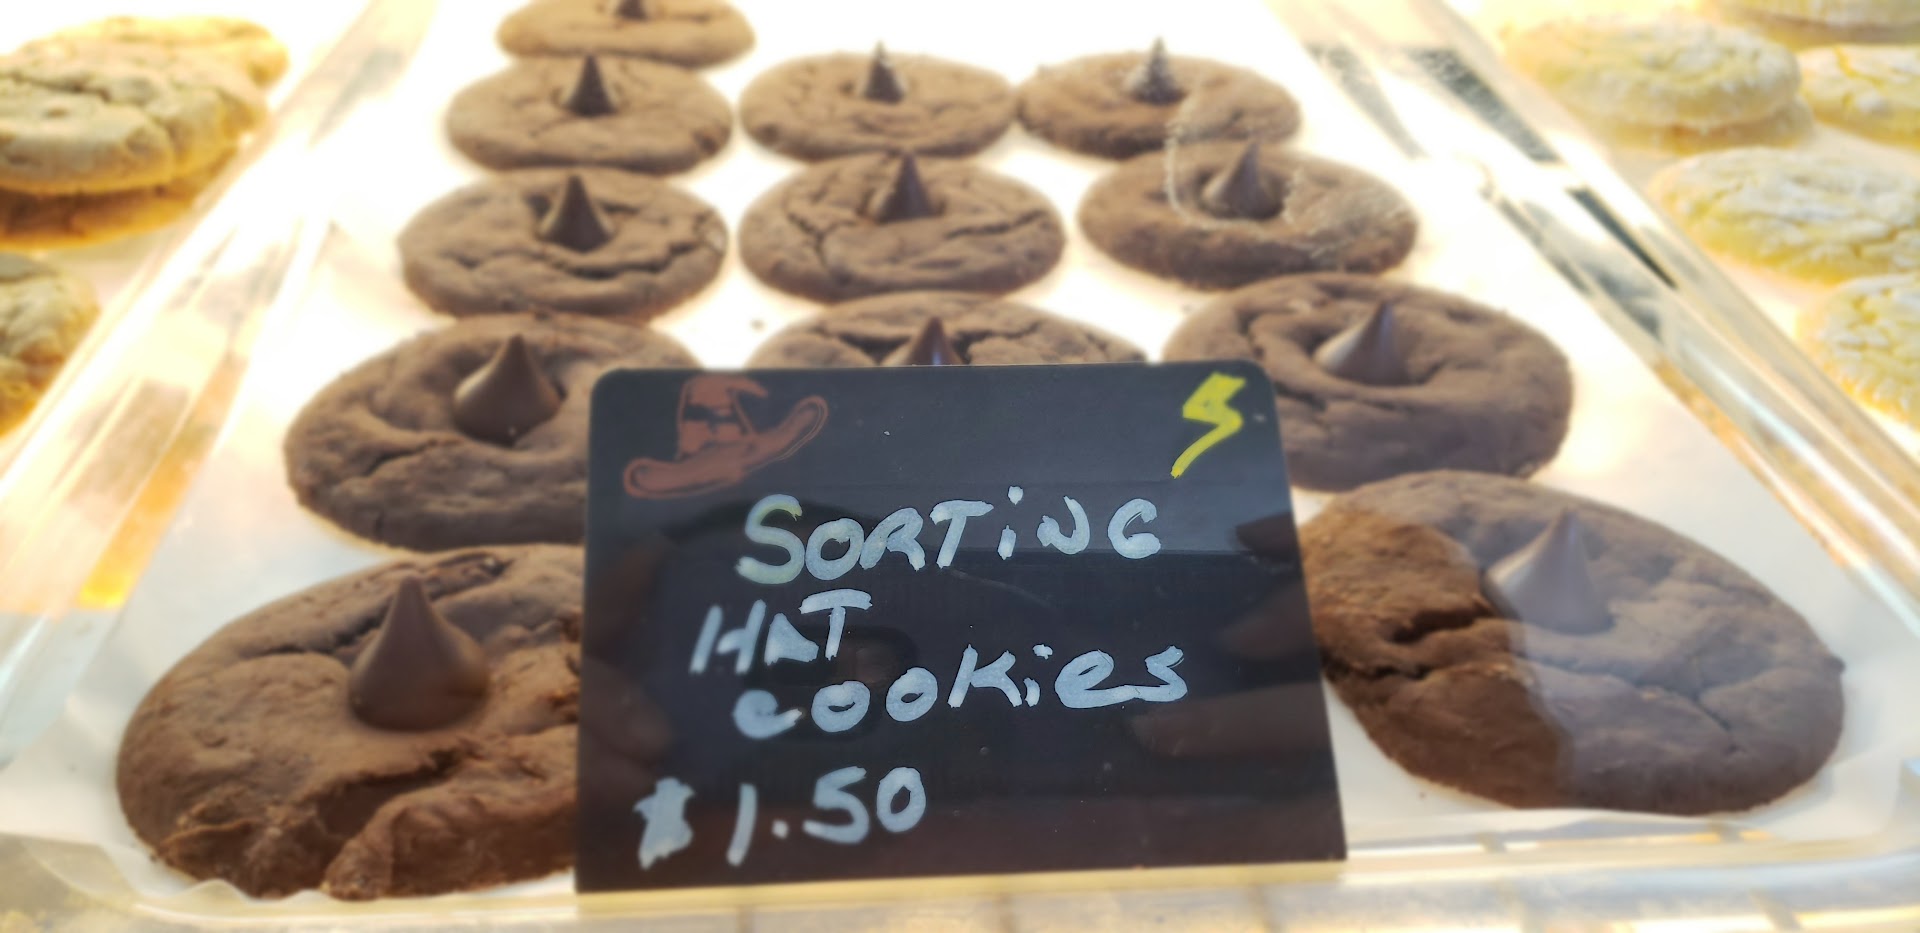 SORTiNG
HAT
cookies
$1.50